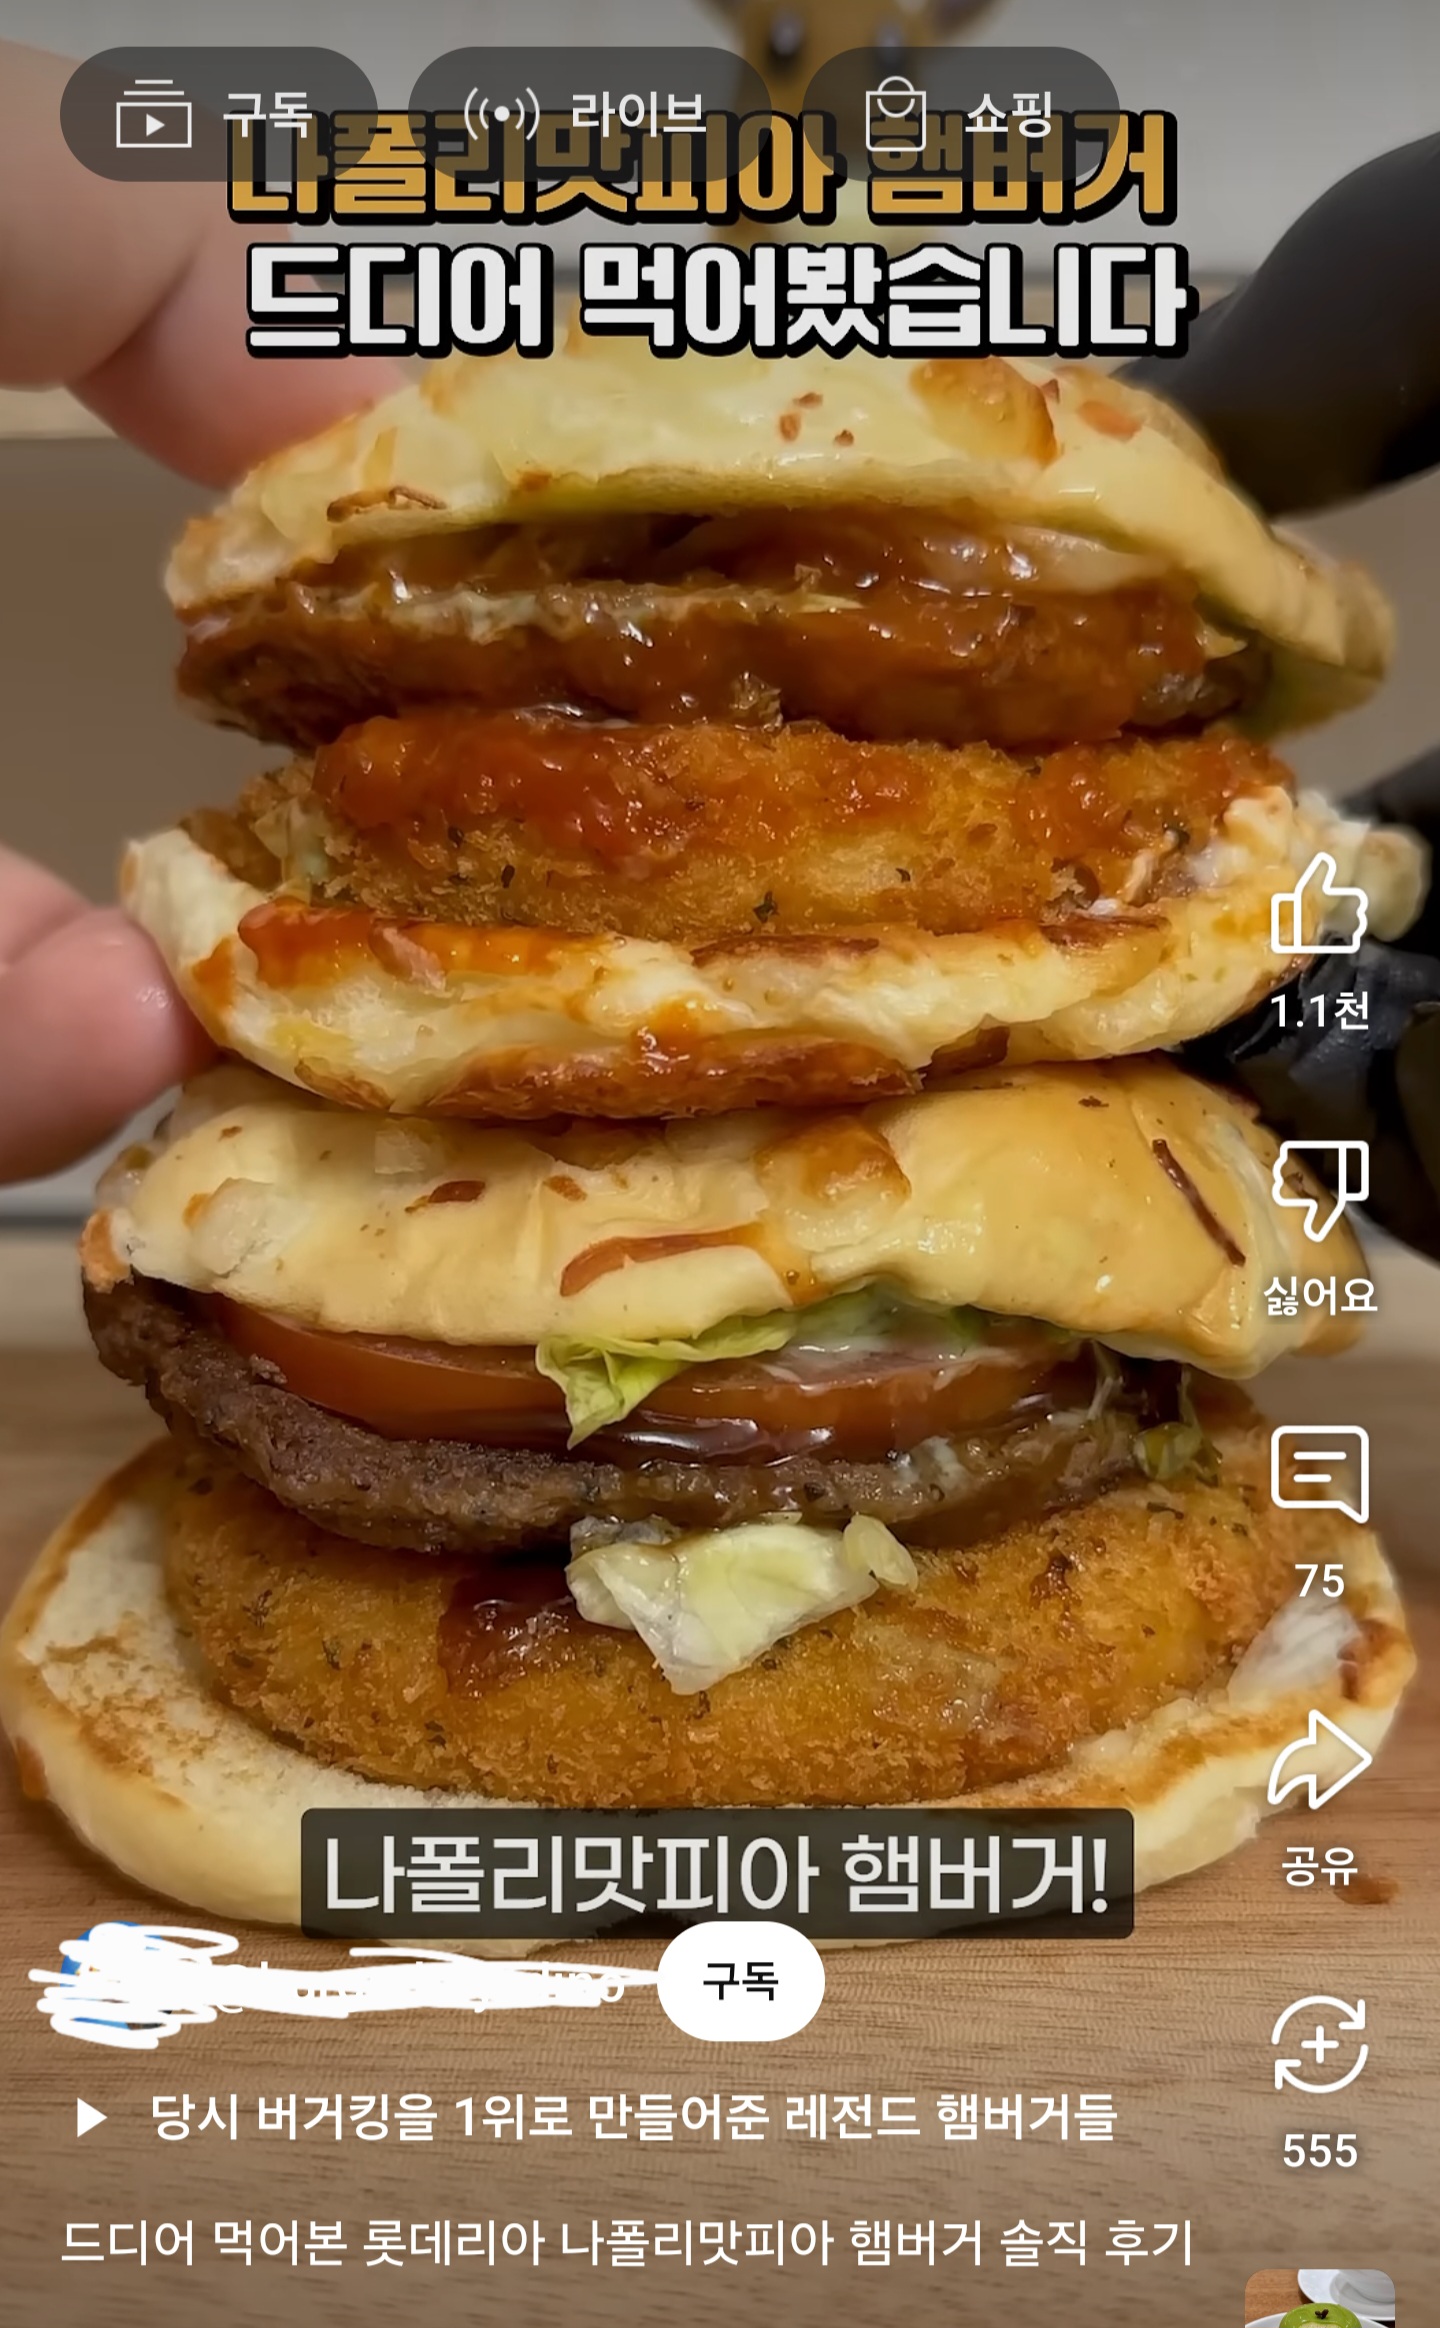 구독 라이브 쇼핑
나폴리맛피아 햄버거
드디어 먹어봤습니다
1.1천
싫어요
75
공유
나폴리맛피아 햄버거!
구독
당시 버거킹을 1위로 만들어준 레전드 햄버거들
555
드디어 먹어본 롯데리아 나폴리맛피아 햄버거 솔직 후기